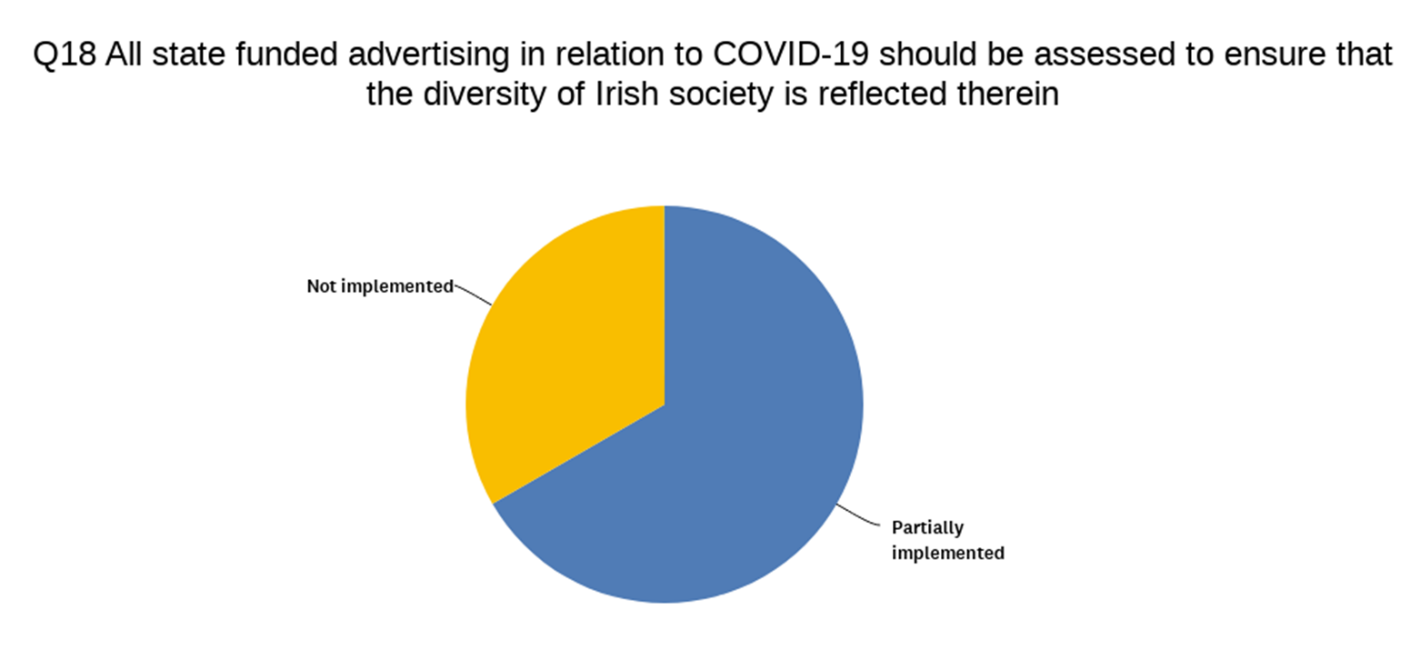 Q18 All state funded advertising in relation to COVID-19 should be assessed to ensure that
the diversity of Irish society is reflected therein
Not implemented
Partially
implemented